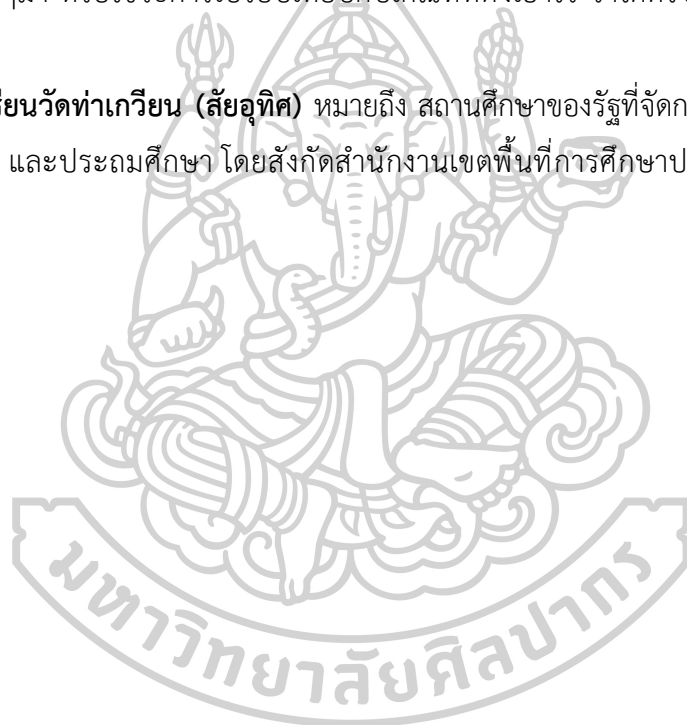 เรียนวัดท่าเกวียน (สัยอุทิศ) หมายถึง สถานศึกษาของรัฐที่จัดก
และประถมศึกษา โดยสังกัดสำนักงานเขตพื้นที่การศึกษาป
มหาวิทยาลัยศิลปากร